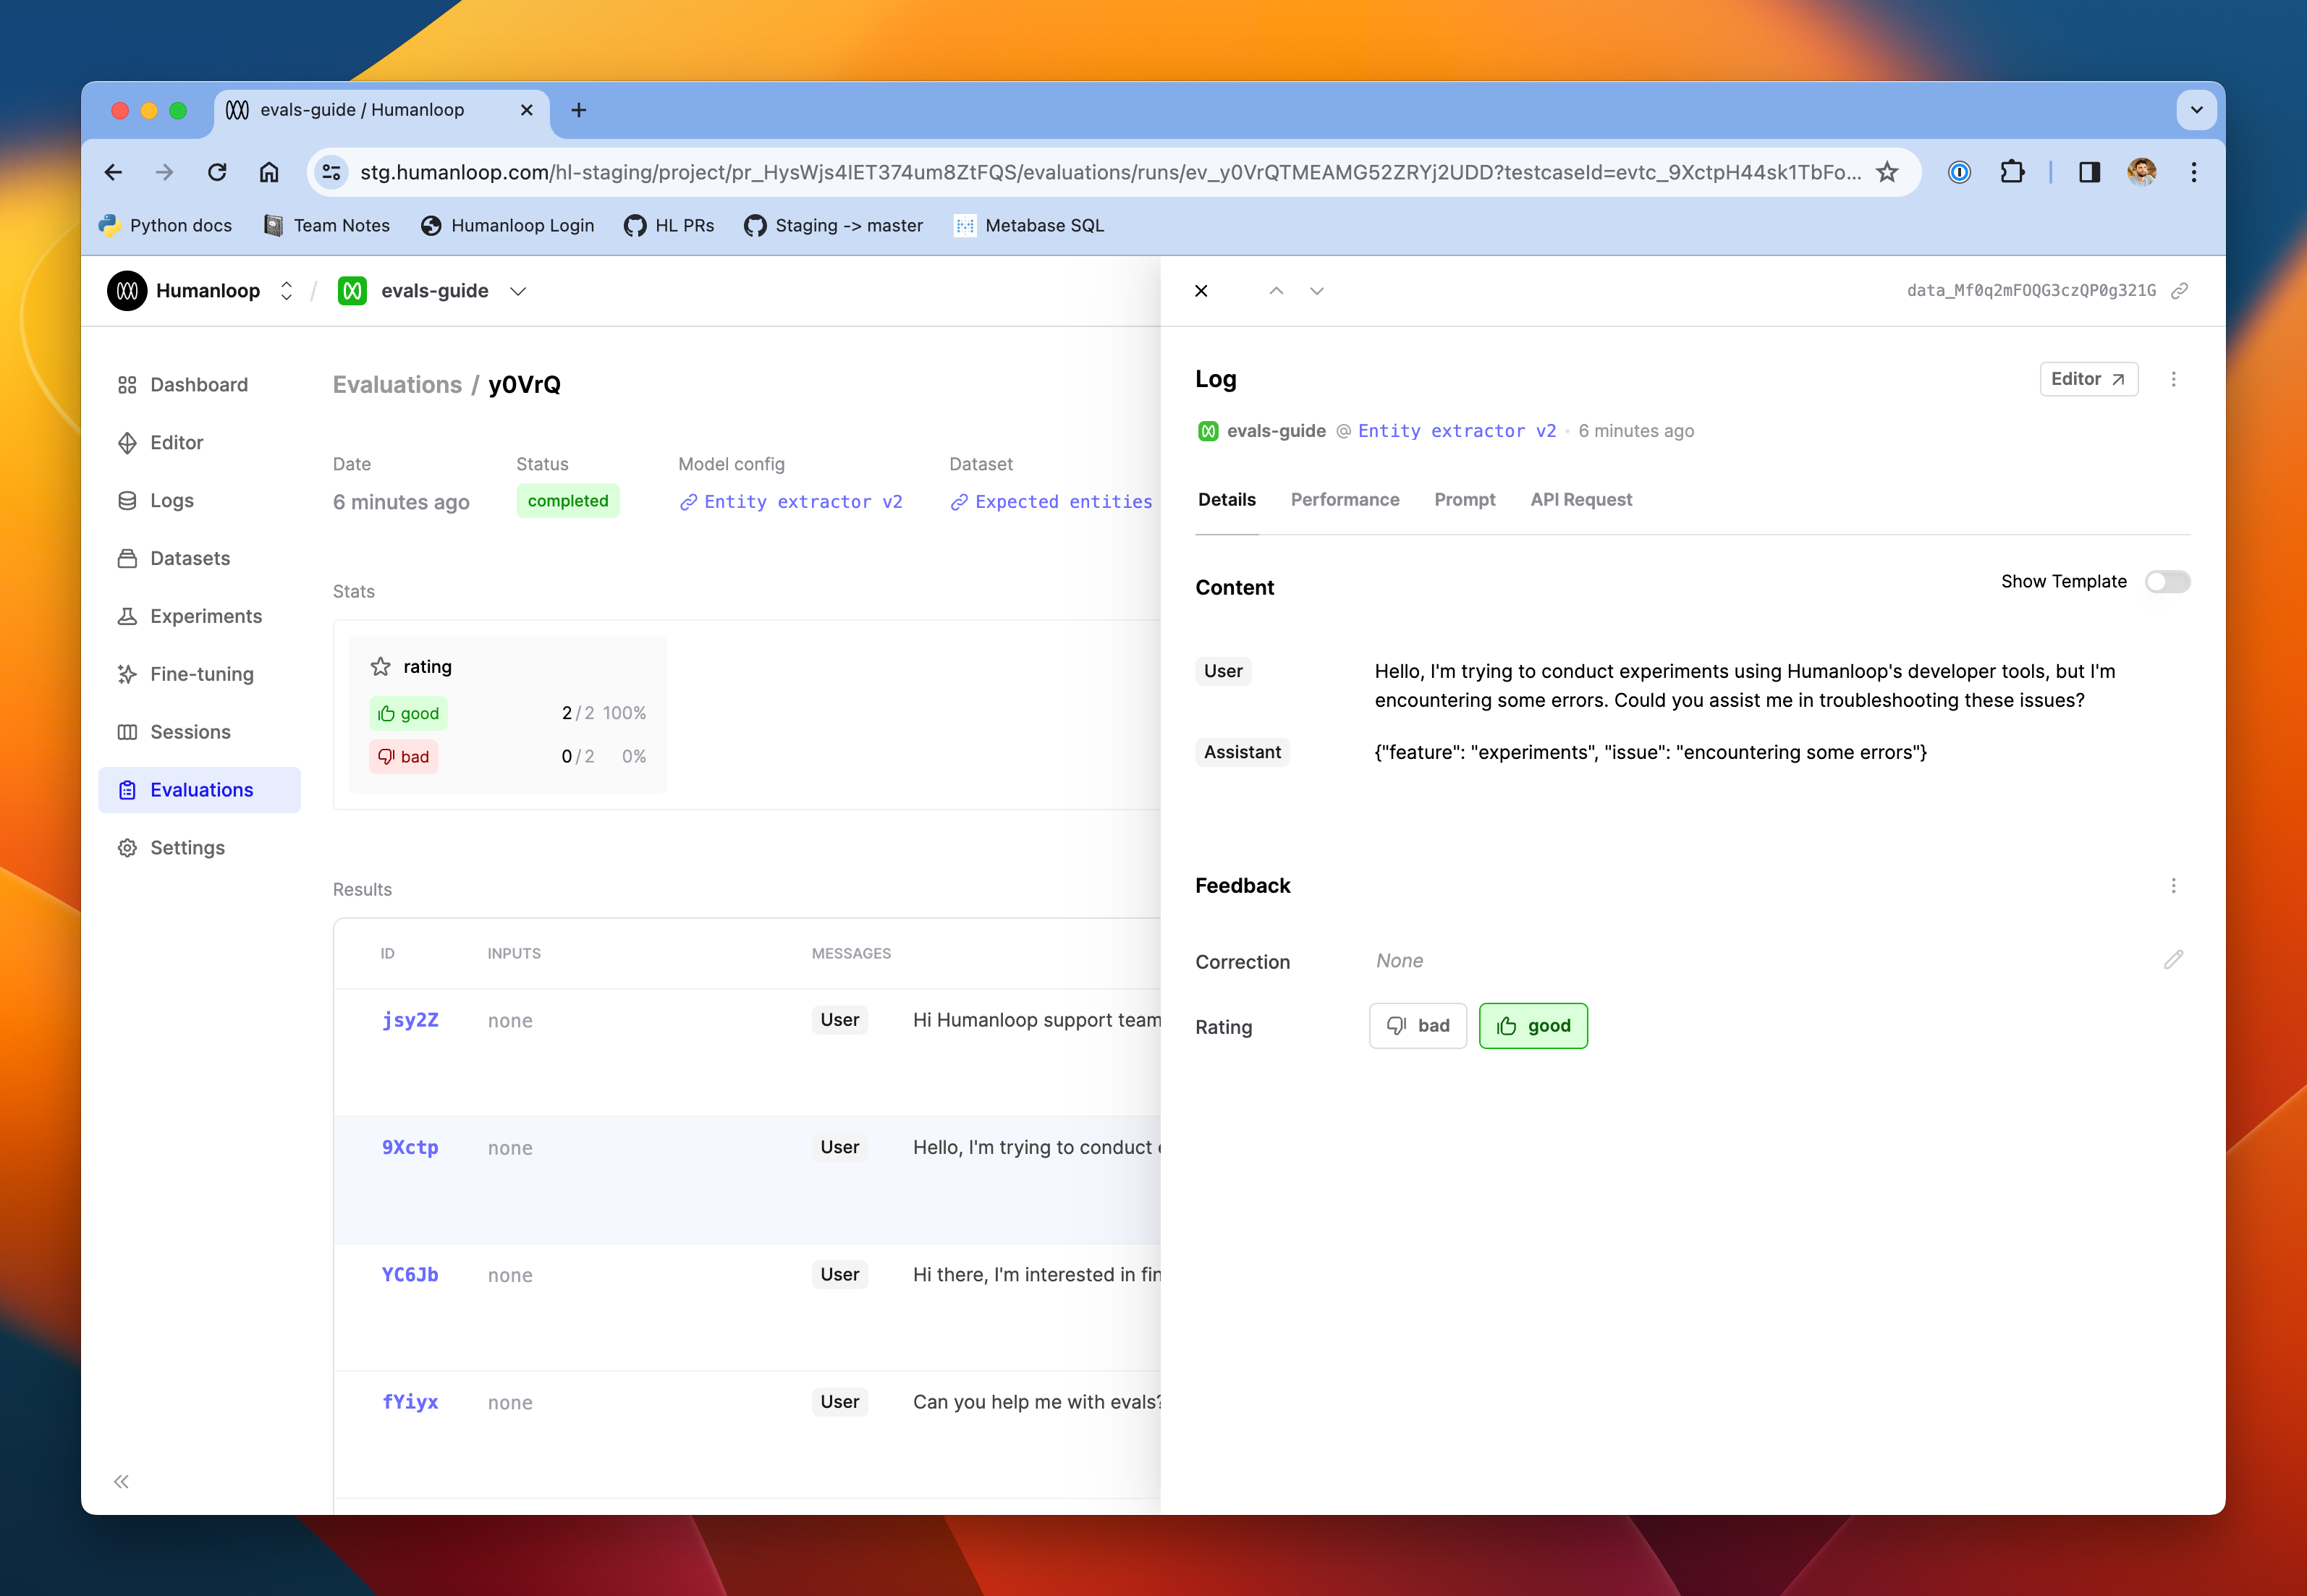 evals-guide / Humanloop
stg.humanloop.com/hl-staging/project/pr_HysWjs4IET374um8ZtFQS/evaluations/runs/ev_y0VrQTMEAMG52ZRYj2UDD?testcaseId=evtc_9XctpH44sk1TbFo...
Python docs
Team Notes
Humanloop Login
HL PRs
Staging -> master
Metabase SQL
Humanloop / evals-guide
Dashboard
Editor
Logs
Datasets
Experiments
Fine-tuning
Sessions
Evaluations
Settings
Evaluations / y0VrQ
Date Status Model config Dataset
6 minutes ago completed Entity extractor v2 Expected entities
Stats
rating
good 2/2 100%
bad 0/2 0%
Results
ID INPUTS MESSAGES
jsy2Z none User Hi Humanloop support team
9Xctp none User Hello, I'm trying to conduct
YC6Jb none User Hi there, I'm interested in fin
fYiyx none User Can you help me with evals?
data_Mf0q2mFOQG3czQP0g321G
Log
Editor
evals-guide @ Entity extractor v2 • 6 minutes ago
Details Performance Prompt API Request
Content
Show Template
User
Hello, I'm trying to conduct experiments using Humanloop's developer tools, but I'm
encountering some errors. Could you assist me in troubleshooting these issues?
Assistant
{"feature": "experiments", "issue": "encountering some errors"}
Feedback
Correction None
Rating bad good